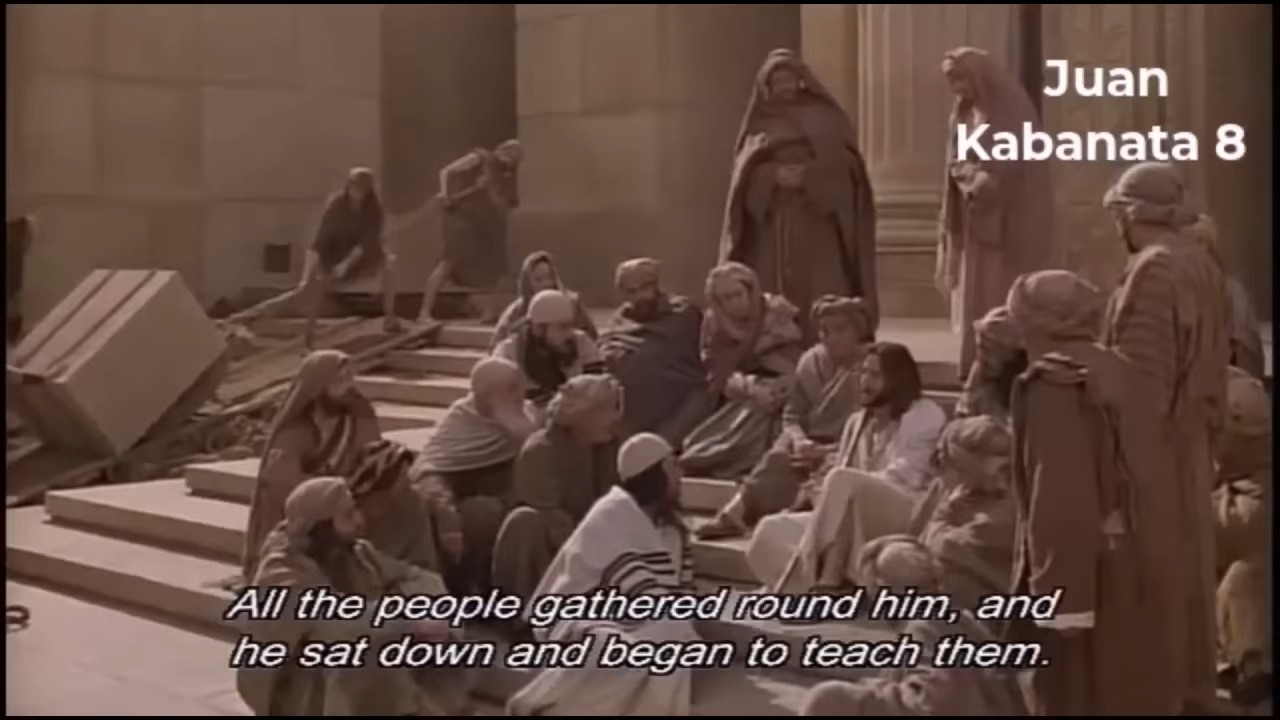 Juan
Kabanata 8
All the people gathered round him, and
he sat down and began to teach them.